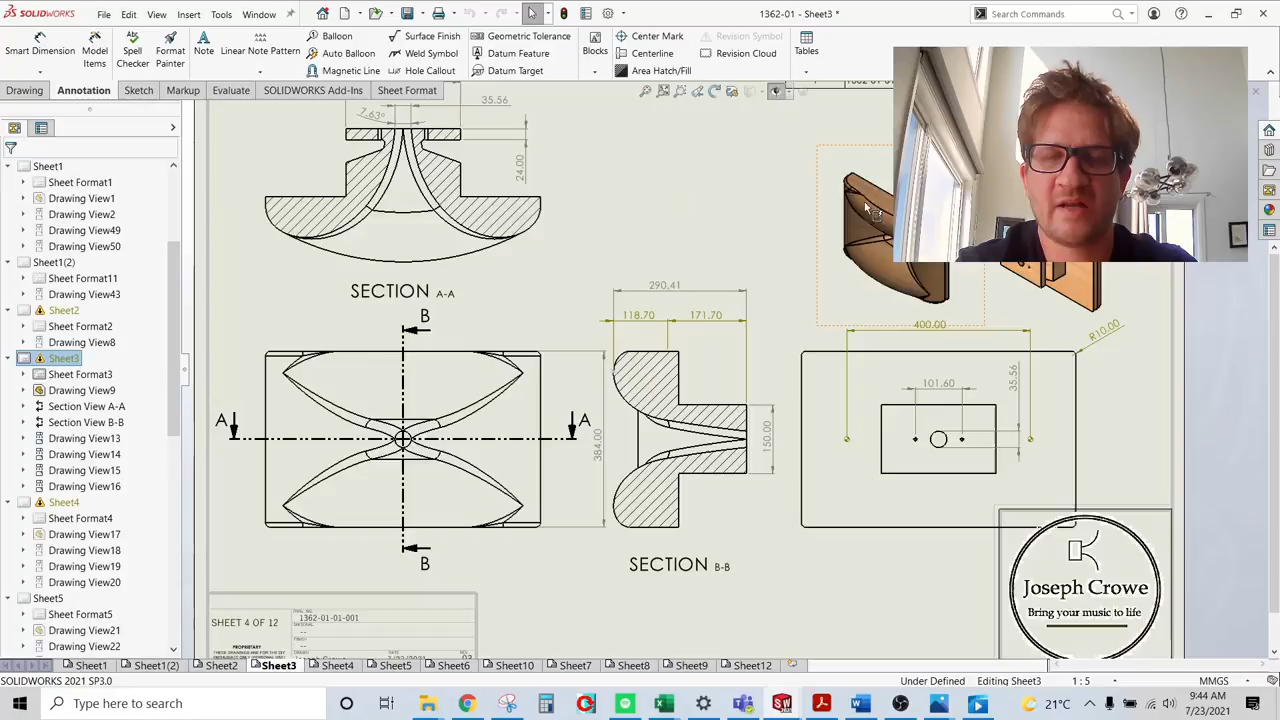 SOLIDWORKS File Edit View Insert Tools Window 1362-01 - Sheet3 * Search Commands
Smart Dimension Model Items Spell Checker Format Painter Note Linear Note Pattern
Balloon Surface Finish Geometric Tolerance Blocks Center Mark Revision Symbol Tables
Auto Balloon Weld Symbol Datum Feature Centerline Revision Cloud
Magnetic Line Hole Callout Datum Target Area Hatch/Fill
Drawing Annotation Sketch Markup Evaluate SOLIDWORKS Add-Ins Sheet Format
Sheet1
Sheet Format1
Drawing View1
Drawing View2
Drawing View49
Drawing View50
Sheet1(2)
Sheet Format11
Drawing View43
Sheet2
Sheet Format2
Drawing View8
Sheet3
Sheet Format3
Drawing View9
Section View A-A
Section View B-B
Drawing View13
Drawing View14
Drawing View15
Drawing View16
Sheet4
Sheet Format4
Drawing View17
Drawing View18
Drawing View19
Drawing View20
Sheet5
Sheet Format5
Drawing View21
Drawing View22
35.56
7.63°
24.00
SECTION A-A
B
A A
B
384.00
290.41
118.70 171.70
150.00
SECTION B-B
400.00
R10.00
101.60
35.56
Joseph Crowe
Bring your music to life
1362-01-01-001
SHEET 4 OF 12
PROPRIETARY
Sheet1 Sheet1(2) Sheet2 Sheet3 Sheet4 Sheet5 Sheet6 Sheet10 Sheet7 Sheet8 Sheet9 Sheet12
SOLIDWORKS 2021 SP3.0 Under Defined Editing Sheet3 1 : 5 MMGS
Type here to search 21°C 9:44 AM
7/23/2021